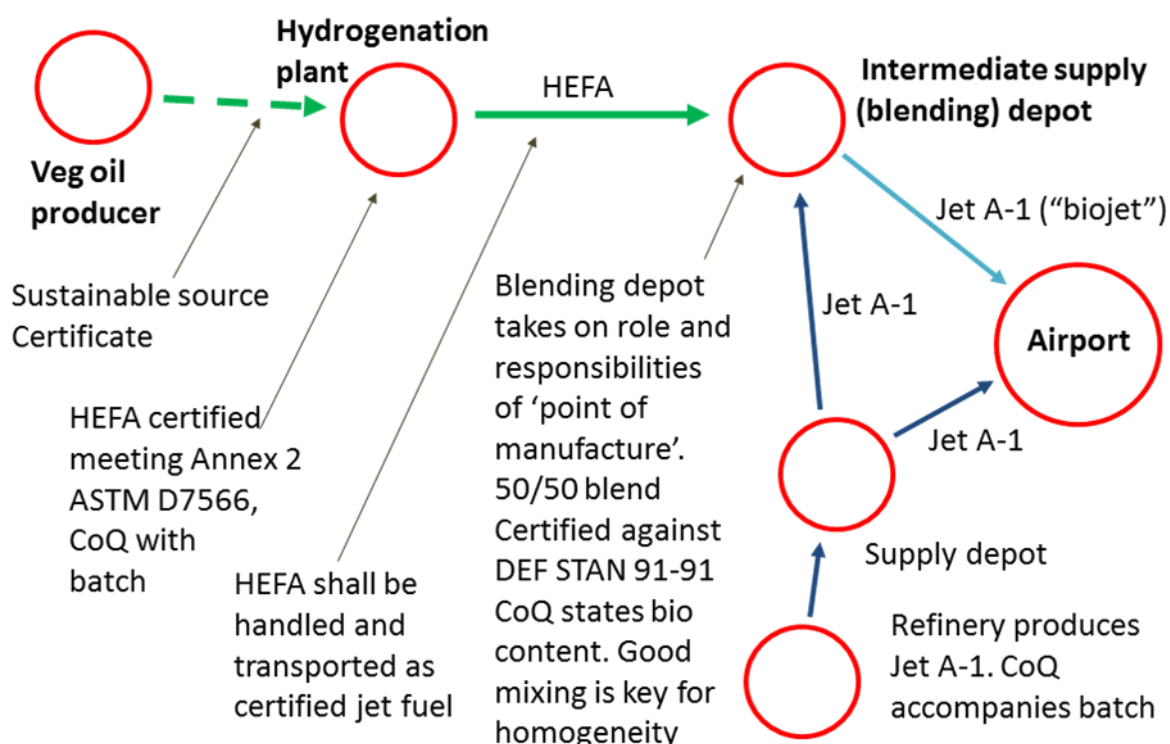 Hydrogenation
plant
HEFA
Intermediate supply
(blending) depot
Veg oil
producer
Jet A-1 (“biojet”)
Sustainable source
Certificate
Blending depot
takes on role and
responsibilities
of ‘point of
manufacture’.
50/50 blend
Certified against
DEF STAN 91-91
CoQ states bio
content. Good
mixing is key for
homogeneity
Jet A-1
Airport
HEFA certified
meeting Annex 2
ASTM D7566,
CoQ with
batch
Jet A-1
HEFA shall be
handled and
transported as
certified jet fuel
Supply depot
Refinery produces
Jet A-1. CoQ
accompanies batch